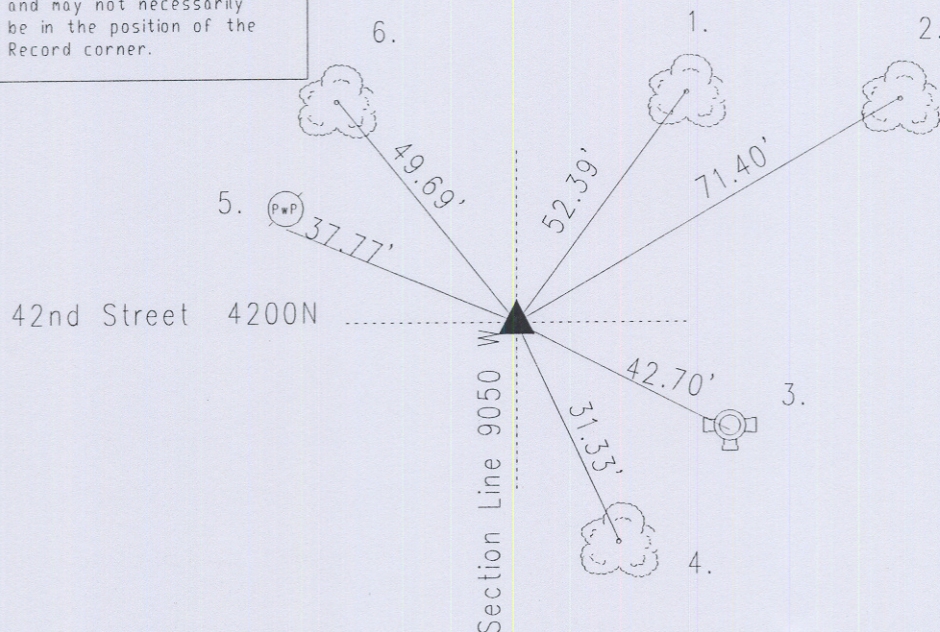 and may not necessarily
be in the position of the
Record corner.
6.
1.
2.
49.69'
52.39'
71.40'
5.
PwP
37.77'
42nd Street 4200N
Section Line 9050 W
42.70'
3.
31.33'
4.